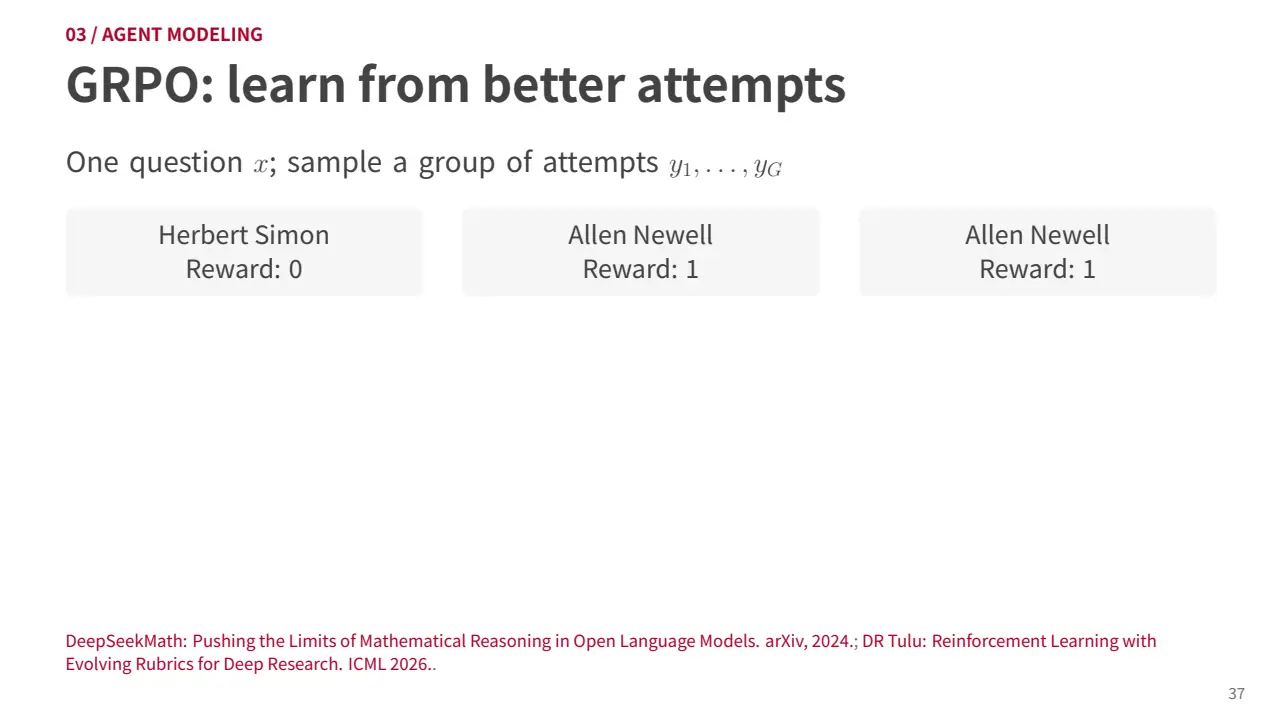 03 / AGENT MODELING
GRPO: learn from better attempts
One question x; sample a group of attempts y₁, . . . , y_G
Herbert Simon
Reward: 0
Allen Newell
Reward: 1
Allen Newell
Reward: 1
DeepSeekMath: Pushing the Limits of Mathematical Reasoning in Open Language Models. arXiv, 2024.; DR Tulu: Reinforcement Learning with
Evolving Rubrics for Deep Research. ICML 2026..
37